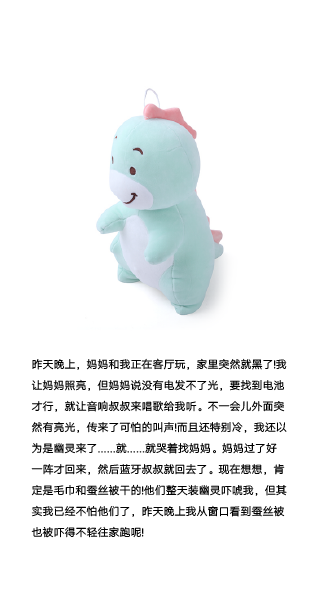 昨天晚上，妈妈和我正在客厅玩，家里突然就黑了!我
让妈妈照亮，但妈妈说没有电发不了光，要找到电池
才行，就让音响叔叔来唱歌给我听。不一会儿外面突
然有亮光，传来了可怕的叫声!而且还特别冷，我还以
为是幽灵来了......就......就哭着找妈妈。妈妈过了好
一阵才回来，然后蓝牙叔叔就回去了。现在想想，肯
定是毛巾和蚕丝被干的!他们整天装幽灵吓唬我，但其
实我已经不怕他们了，昨天晚上我从窗口看到蚕丝被
也被吓得不轻往家跑呢!